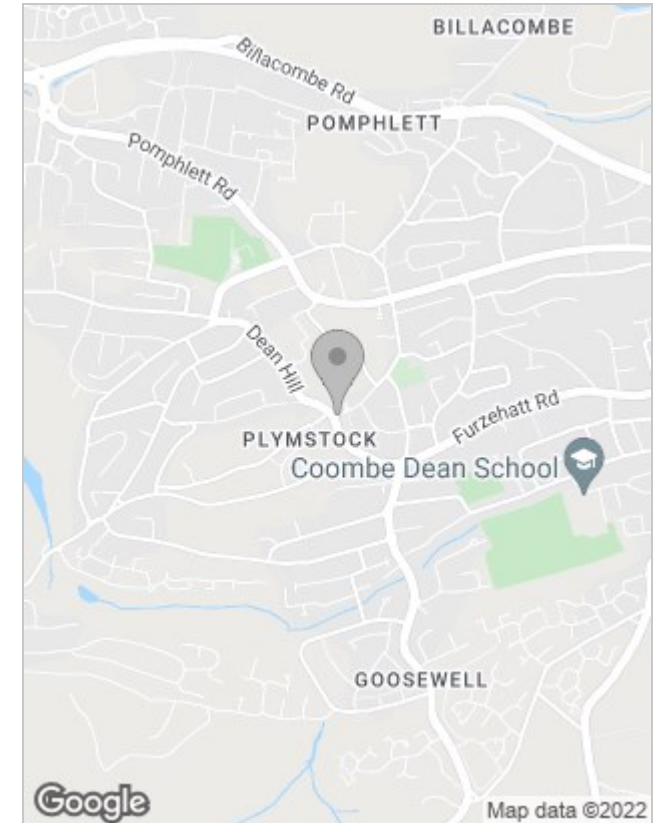 BILLACOMBE
Billacombe Rd
POMPHLETT
Pomphlett Rd
Dean Hill
PLYMSTOCK
Furzehatt Rd
Coombe Dean School
GOOSEWELL
Google
Map data ©2022